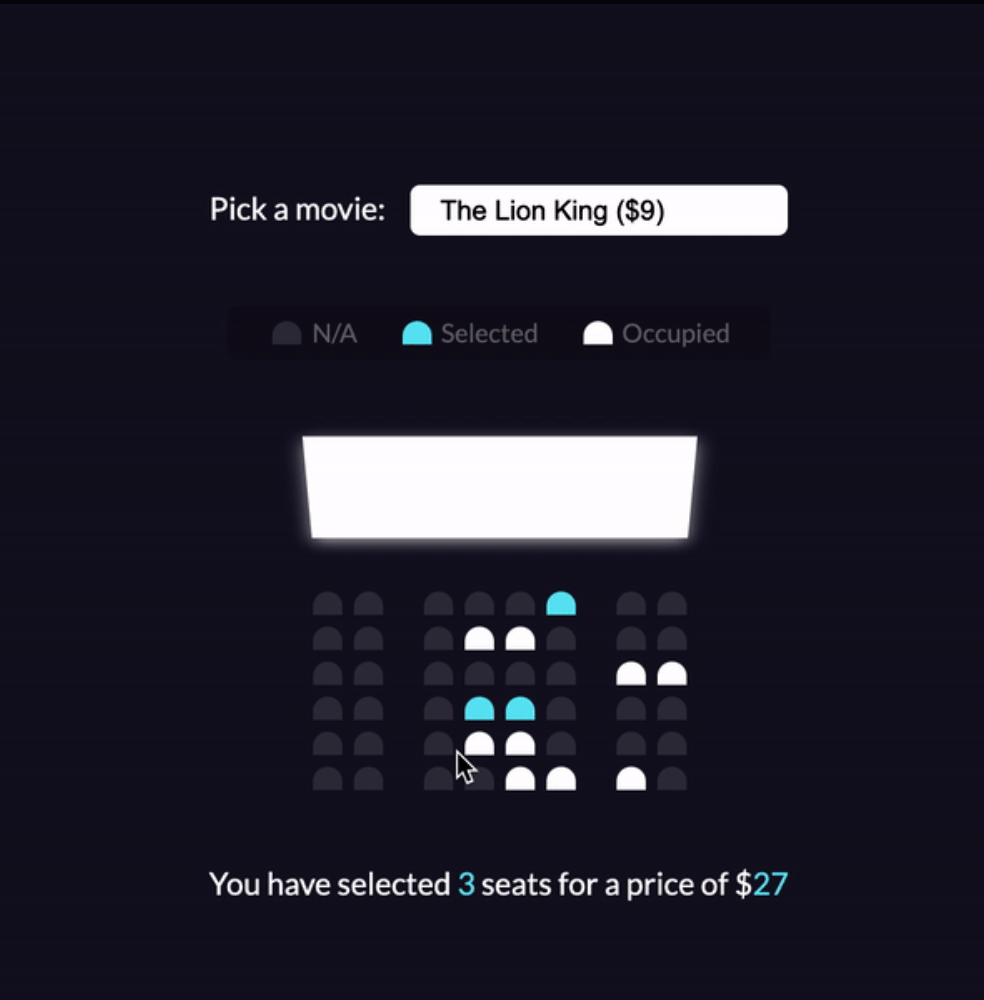 Pick a movie: The Lion King ($9)
N/A Selected Occupied
You have selected 3 seats for a price of $27